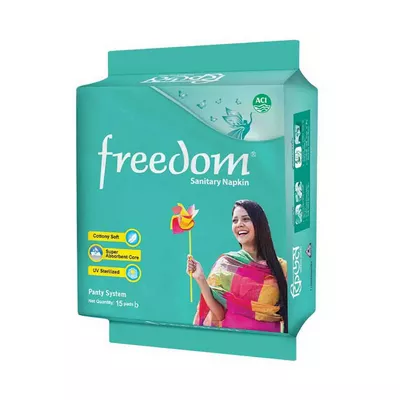 ACI
freedom®
Sanitary Napkin
Cottony Soft
Super
Absorbent Core
UV Sterilized
Panty System
Net Quantity: 15 pads